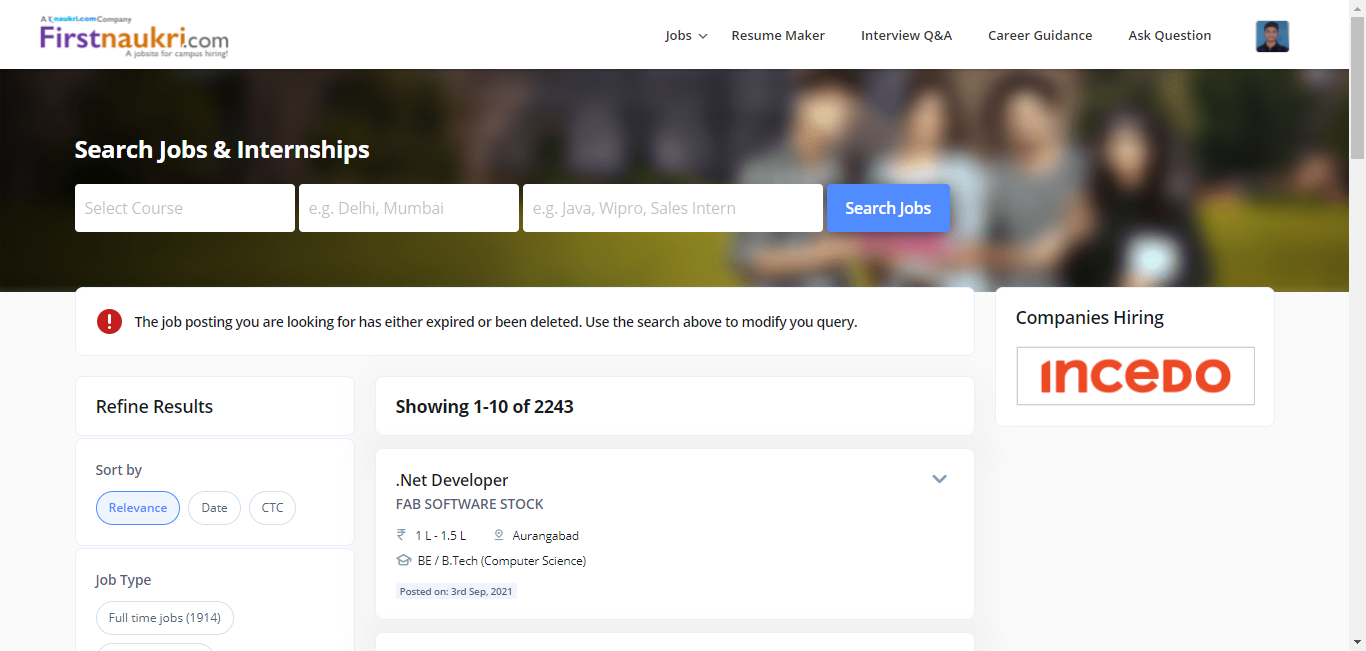 A naukri.com Company
Firstnaukri.com
A jobsite for campus hiring!
Jobs
Resume Maker
Interview Q&A
Career Guidance
Ask Question
Search Jobs & Internships
Select Course
e.g. Delhi, Mumbai
e.g. Java, Wipro, Sales Intern
Search Jobs
The job posting you are looking for has either expired or been deleted. Use the search above to modify you query.
Companies Hiring
INCEDO
Refine Results
Sort by
Relevance
Date
CTC
Job Type
Full time jobs (1914)
Showing 1-10 of 2243
.Net Developer
FAB SOFTWARE STOCK
₹ 1 L - 1.5 L
Aurangabad
BE / B.Tech (Computer Science)
Posted on: 3rd Sep, 2021